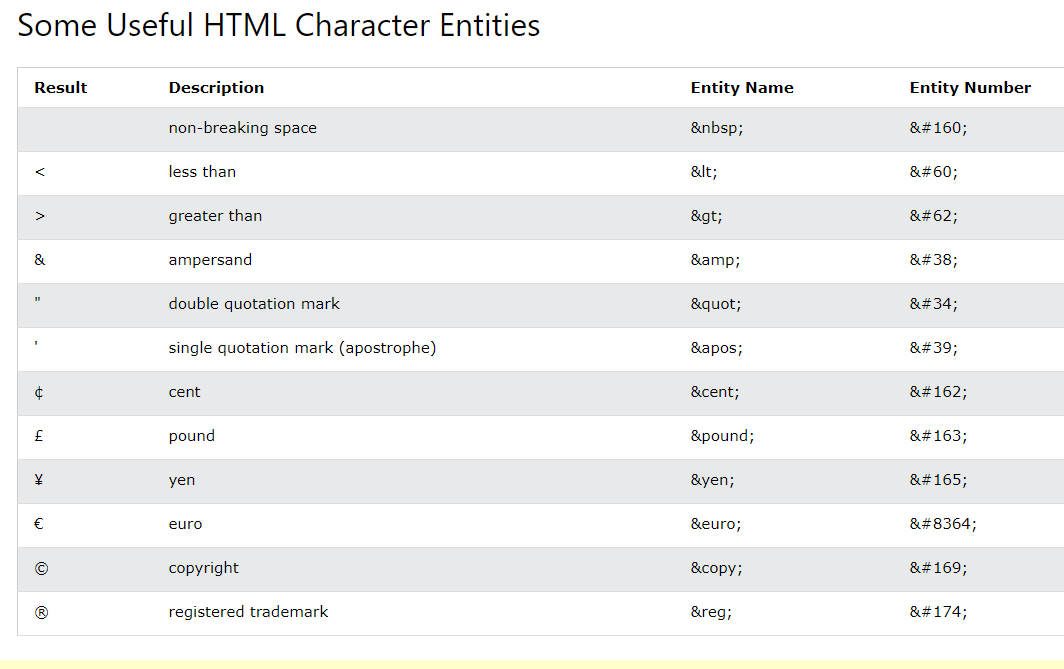 Some Useful HTML Character Entities
Result Description Entity Name Entity Number
non-breaking space &nbsp; &#160;
< less than &lt; &#60;
> greater than &gt; &#62;
& ampersand &amp; &#38;
" double quotation mark &quot; &#34;
' single quotation mark (apostrophe) &apos; &#39;
¢ cent &cent; &#162;
£ pound &pound; &#163;
¥ yen &yen; &#165;
€ euro &euro; &#8364;
© copyright &copy; &#169;
® registered trademark &reg; &#174;